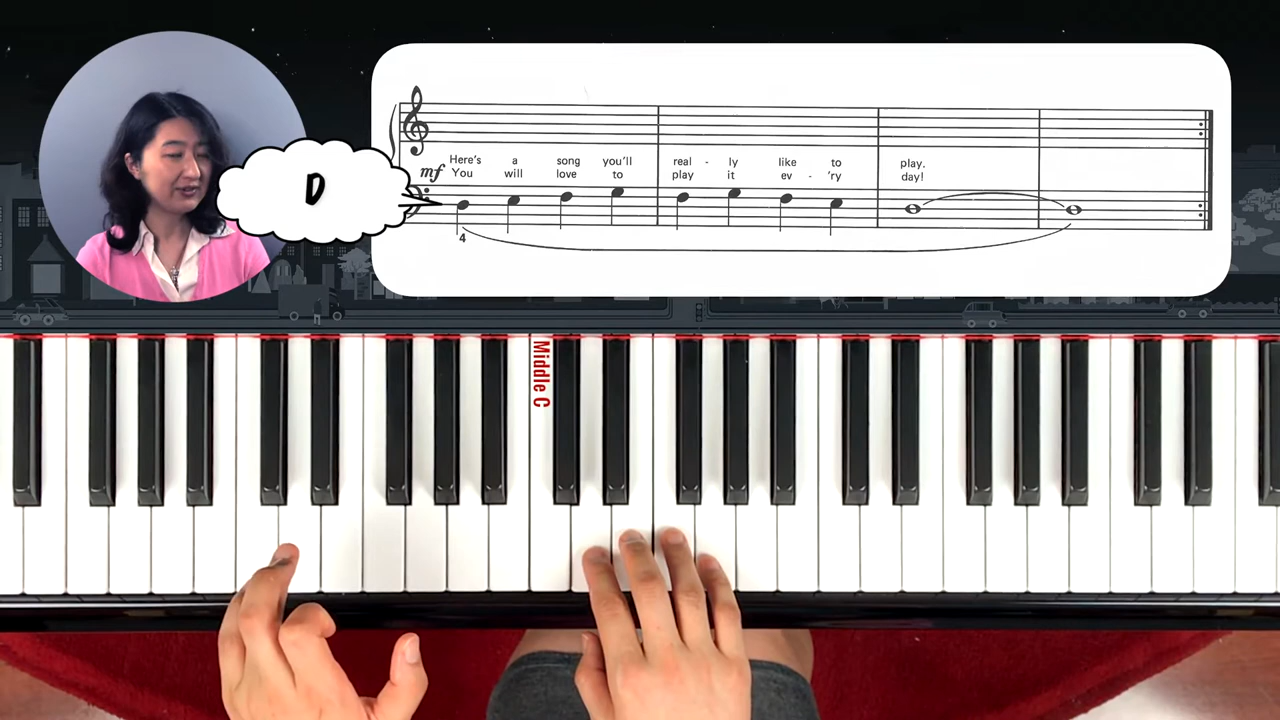 D
Here's a song you'll real - ly like to play.
mf You will love to play it ev - 'ry day!
4
Middle C